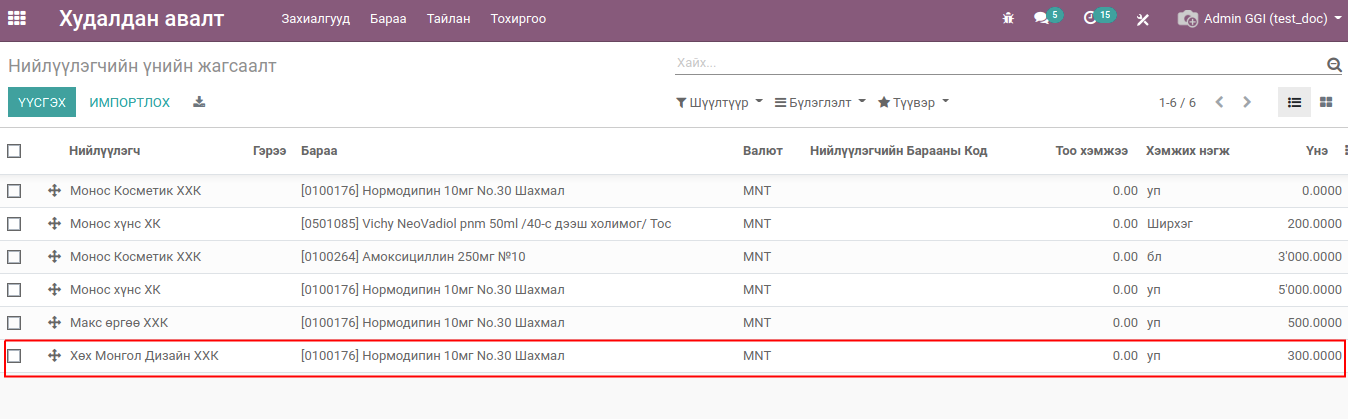 Худалдан авалт Захиалгууд Бараа Тайлан Тохиргоо 5 15 Admin GGI (test_doc)
Нийлүүлэгчийн үнийн жагсаалт Хайх...
ҮҮСГЭХ ИМПОРТЛОХ Шүүлтүүр Бүлэглэлт Түүвэр 1-6 / 6
Нийлүүлэгч Гэрээ Бараа Валют Нийлүүлэгчийн Барааны Код Тоо хэмжээ Хэмжих нэгж Үнэ
Монос Косметик ХХК [0100176] Нормодипин 10мг No.30 Шахмал MNT 0.00 уп 0.0000
Монос хүнс ХК [0501085] Vichy NeoVadiol pnm 50ml /40-с дээш холимог/ Тос MNT 0.00 Ширхэг 200.0000
Монос Косметик ХХК [0100264] Амоксициллин 250мг №10 MNT 0.00 бл 3'000.0000
Монос хүнс ХК [0100176] Нормодипин 10мг No.30 Шахмал MNT 0.00 уп 5'000.0000
Макс өргөө ХХК [0100176] Нормодипин 10мг No.30 Шахмал MNT 0.00 уп 500.0000
Хөх Монгол Дизайн ХХК [0100176] Нормодипин 10мг No.30 Шахмал MNT 0.00 уп 300.0000